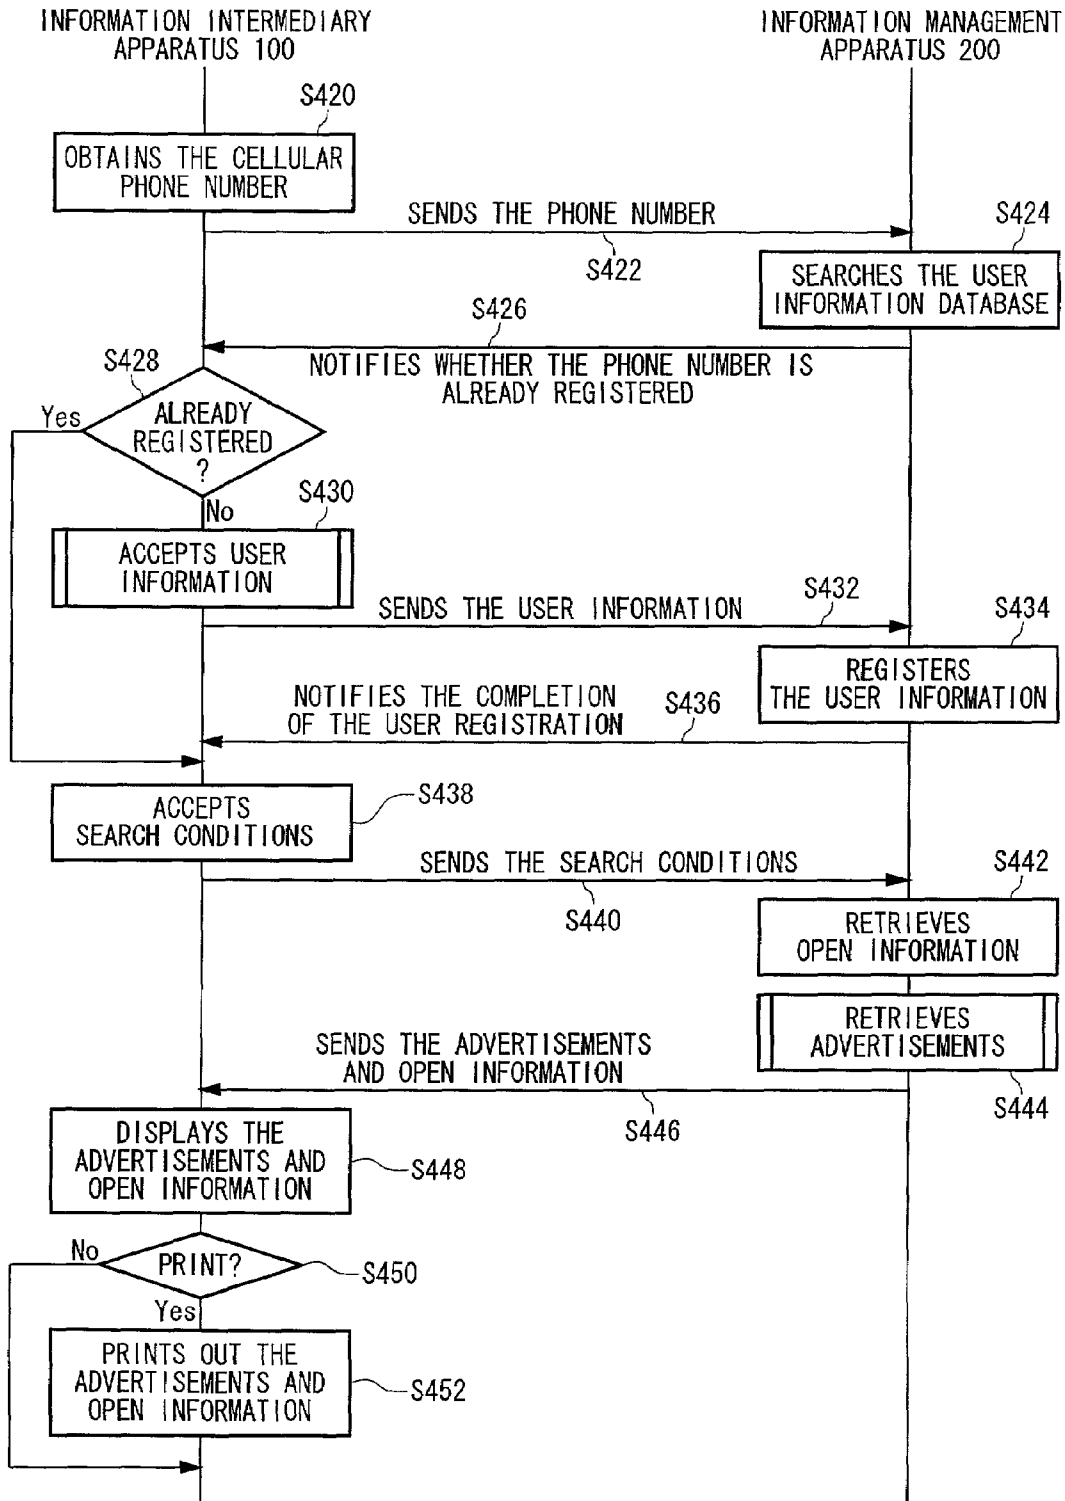 INFORMATION INTERMEDIARY
APPARATUS 100
INFORMATION MANAGEMENT
APPARATUS 200
S420
OBTAINS THE CELLULAR
PHONE NUMBER
SENDS THE PHONE NUMBER
S422
S424
SEARCHES THE USER
INFORMATION DATABASE
S426
NOTIFIES WHETHER THE PHONE NUMBER IS
ALREADY REGISTERED
S428
Yes
ALREADY
REGISTERED
?
No
S430
ACCEPTS USER
INFORMATION
SENDS THE USER INFORMATION
S432
S434
REGISTERS
THE USER INFORMATION
NOTIFIES THE COMPLETION
OF THE USER REGISTRATION
S436
ACCEPTS
SEARCH CONDITIONS
S438
SENDS THE SEARCH CONDITIONS
S440
S442
RETRIEVES
OPEN INFORMATION
RETRIEVES
ADVERTISEMENTS
S444
SENDS THE ADVERTISEMENTS
AND OPEN INFORMATION
S446
DISPLAYS THE
ADVERTISEMENTS AND
OPEN INFORMATION
S448
No
PRINT?
S450
Yes
PRINTS OUT THE
ADVERTISEMENTS AND
OPEN INFORMATION
S452